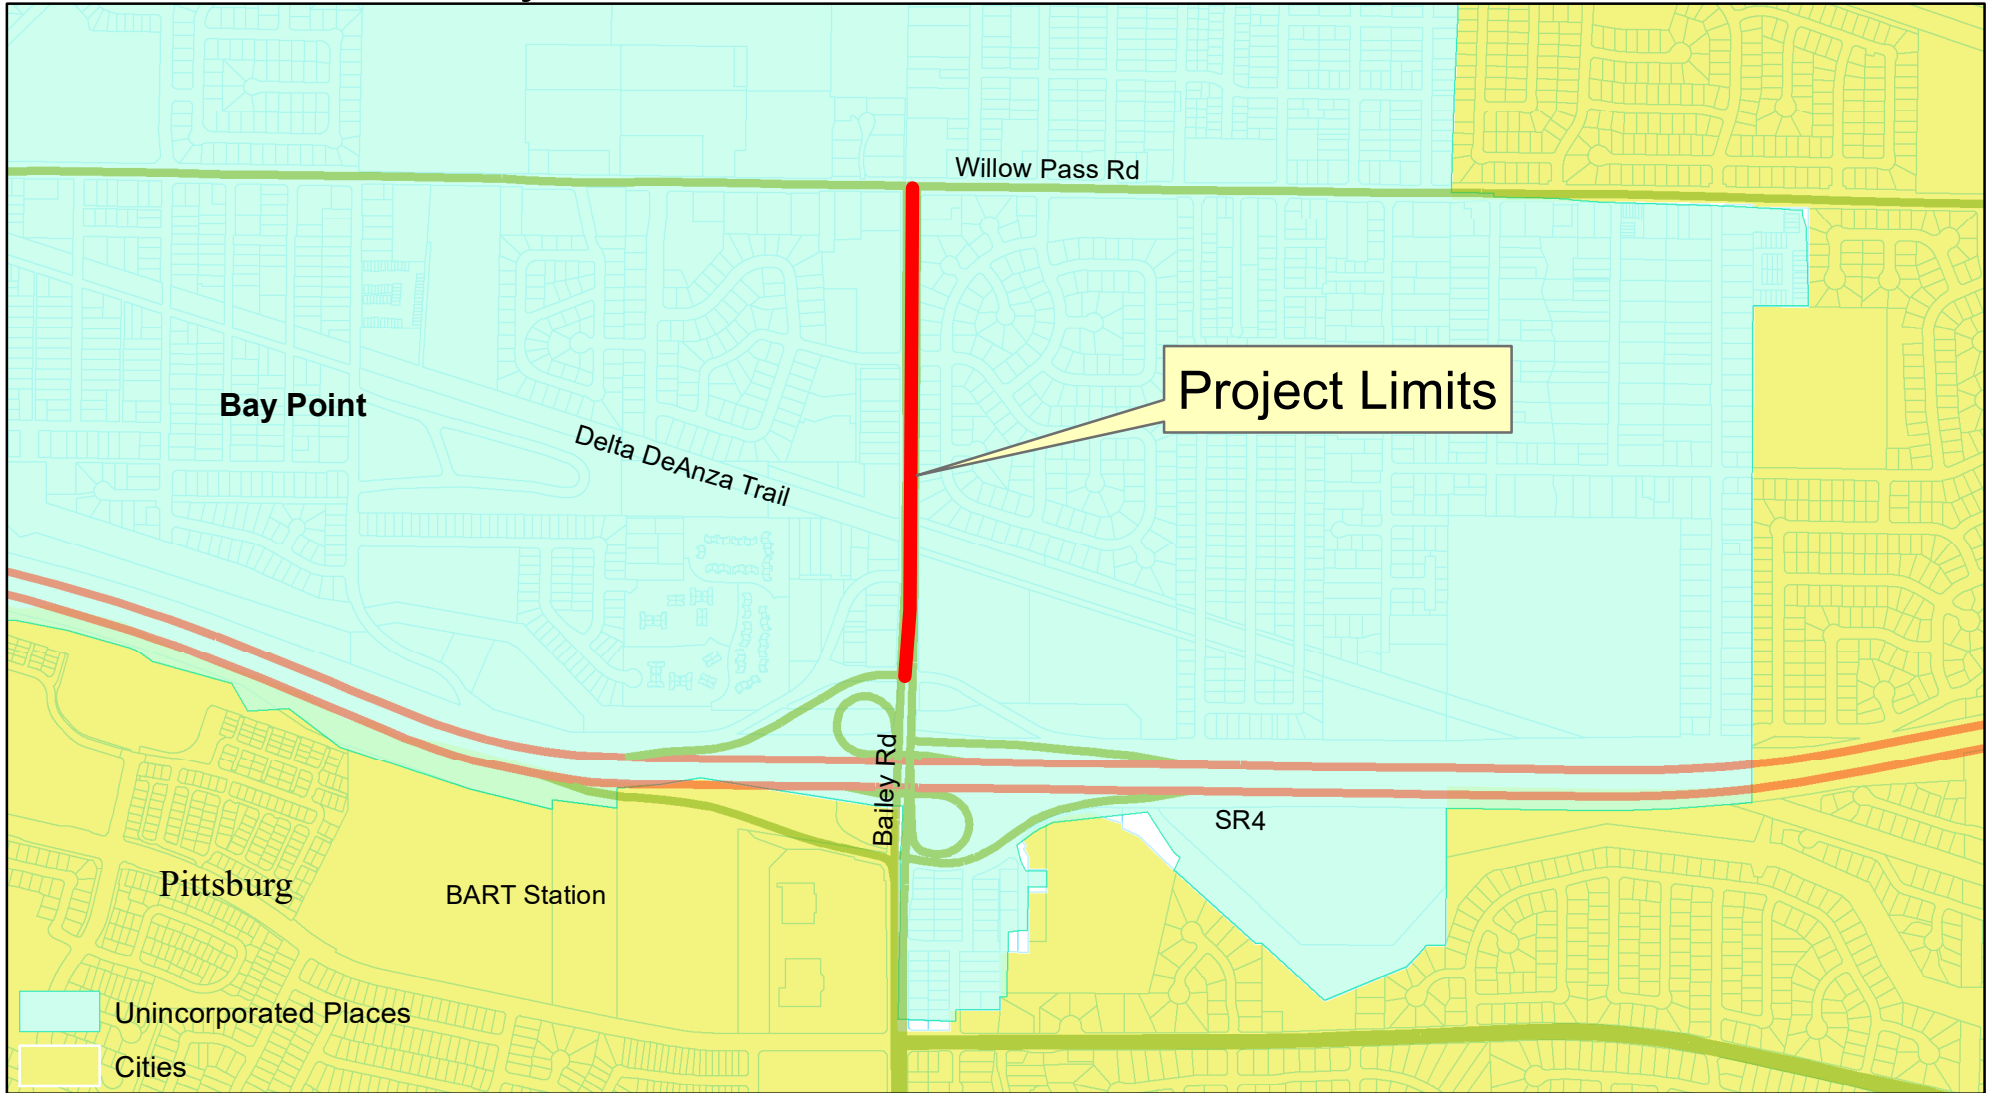 Willow Pass Rd
Project Limits
Bay Point
Delta DeAnza Trail
Bailey Rd
SR4
Pittsburg
BART Station
Unincorporated Places
Cities